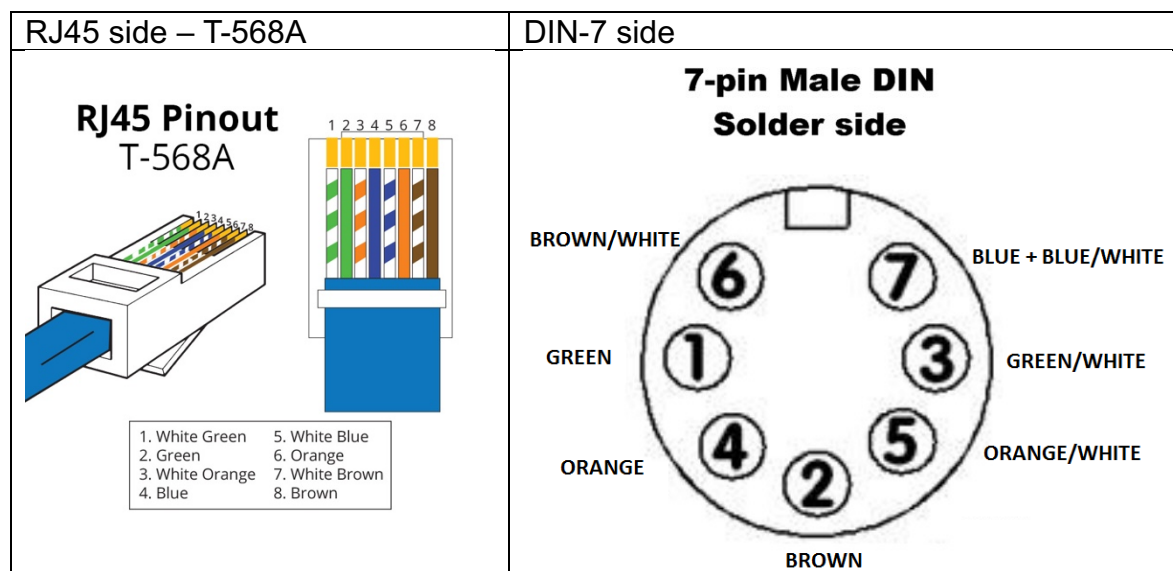 RJ45 side – T-568A
RJ45 Pinout
T-568A
1 2 3 4 5 6 7 8
12345678
1. White Green
2. Green
3. White Orange
4. Blue
5. White Blue
6. Orange
7. White Brown
8. Brown
DIN-7 side
7-pin Male DIN
Solder side
BROWN/WHITE
6
7
BLUE + BLUE/WHITE
GREEN
1
3
GREEN/WHITE
ORANGE
4
5
ORANGE/WHITE
2
BROWN